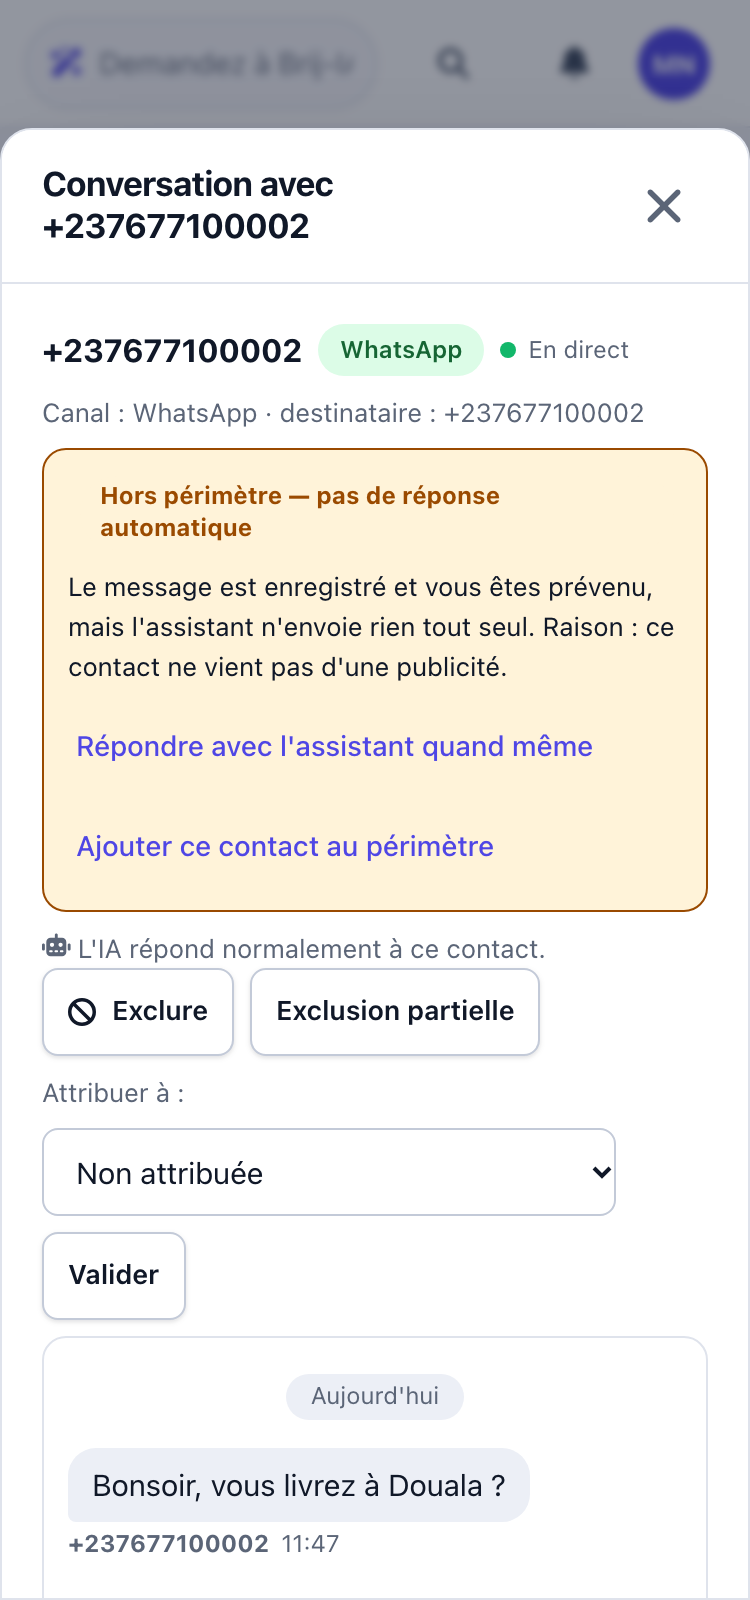 Demandez à Brij-
MN
Conversation avec
+237677100002
+237677100002 WhatsApp En direct
Canal : WhatsApp · destinataire : +237677100002
Hors périmètre — pas de réponse
automatique
Le message est enregistré et vous êtes prévenu,
mais l'assistant n'envoie rien tout seul. Raison : ce
contact ne vient pas d'une publicité.
Répondre avec l'assistant quand même
Ajouter ce contact au périmètre
L'IA répond normalement à ce contact.
Exclure Exclusion partielle
Attribuer à :
Non attribuée
Valider
Aujourd'hui
Bonsoir, vous livrez à Douala ?
+237677100002 11:47